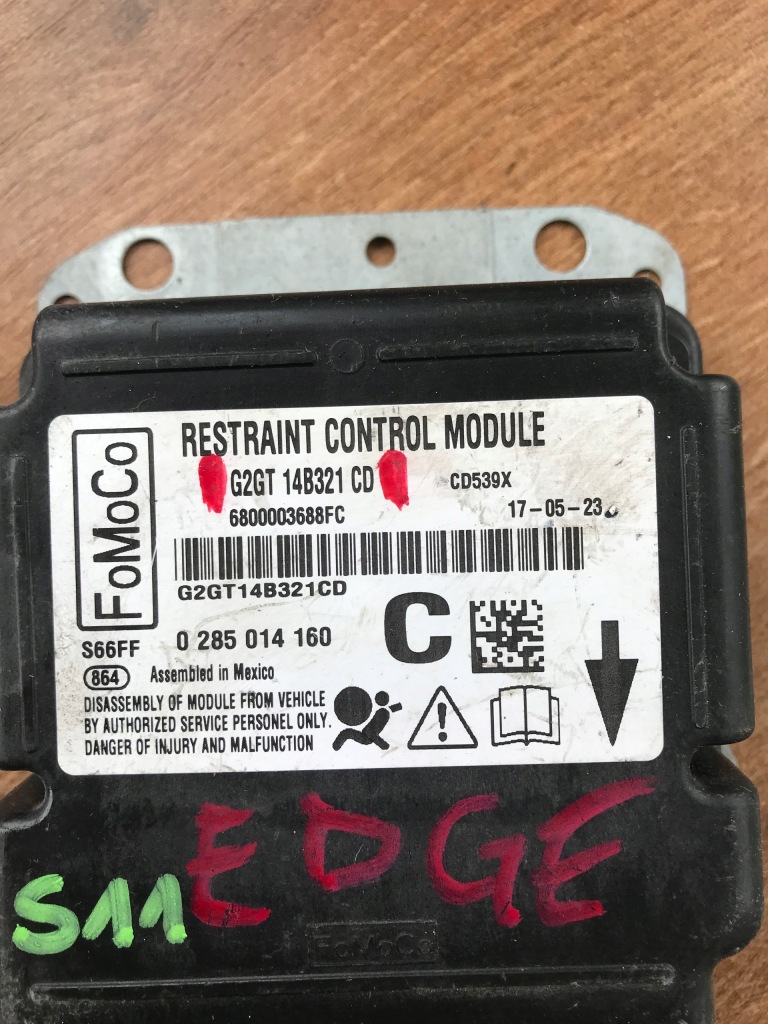 RESTRAINT CONTROL MODULE
G2GT 14B321 CD
CD539X
6800003688FC
17-05-23
FoMoCo
G2GT14B321CD
C
S66FF
0 285 014 160
864
Assembled in Mexico
DISASSEMBLY OF MODULE FROM VEHICLE
BY AUTHORIZED SERVICE PERSONEL ONLY.
DANGER OF INJURY AND MALFUNCTION
EDGE
S11
FoMoCo